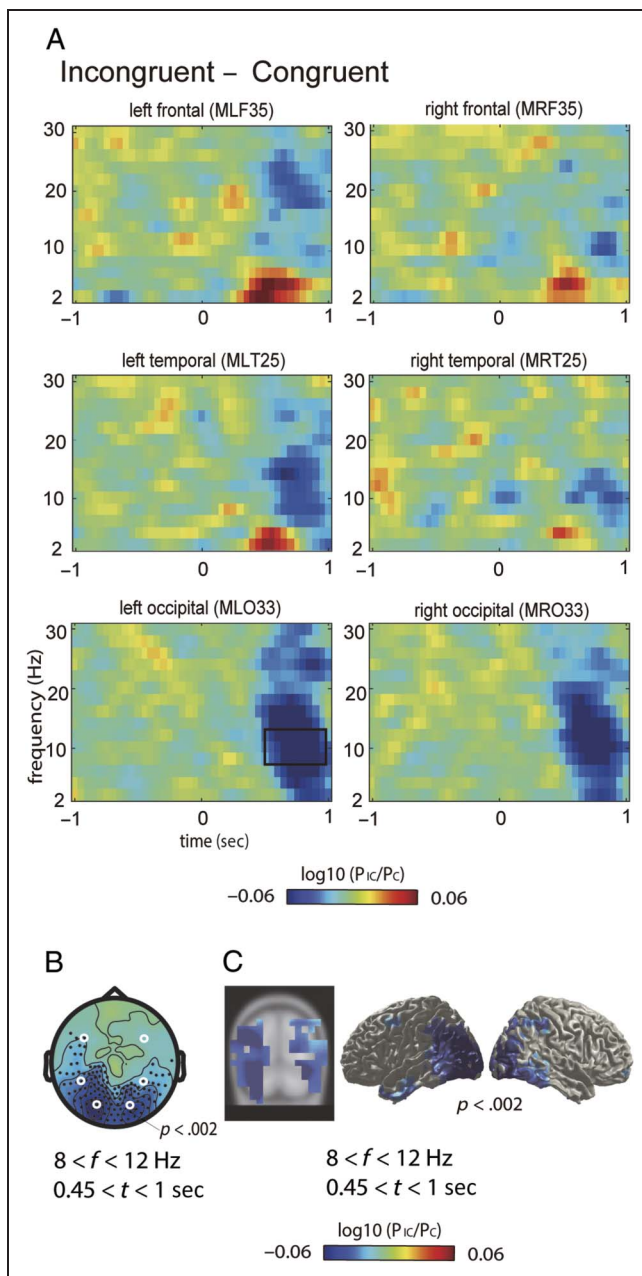 A
Incongruent – Congruent
left frontal (MLF35)
right frontal (MRF35)
30
20
10
2
−1
0
1
30
20
10
2
−1
0
1
left temporal (MLT25)
right temporal (MRT25)
30
20
10
2
−1
0
1
30
20
10
2
−1
0
1
left occipital (MLO33)
right occipital (MRO33)
frequency (Hz)
30
20
10
2
−1
0
1
time (sec)
30
20
10
2
−1
0
1
log10 (PIC/PC)
−0.06
0.06
B
C
p < .002
p < .002
8 < f < 12 Hz
0.45 < t < 1 sec
8 < f < 12 Hz
0.45 < t < 1 sec
log10 (PIC/PC)
−0.06
0.06